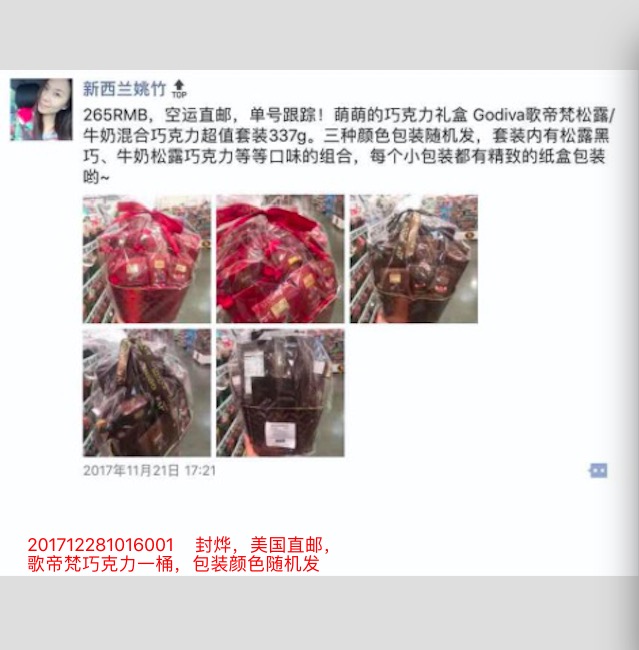 新西兰姚竹 TOP
265RMB，空运直邮，单号跟踪！萌萌的巧克力礼盒 Godiva歌帝梵松露/
牛奶混合巧克力超值套装337g。三种颜色包装随机发，套装内有松露黑
巧、牛奶松露巧克力等等口味的组合，每个小包装都有精致的纸盒包装
哟~
2017年11月21日 17:21
201712281016001 封烨，美国直邮，
歌帝梵巧克力一桶，包装颜色随机发